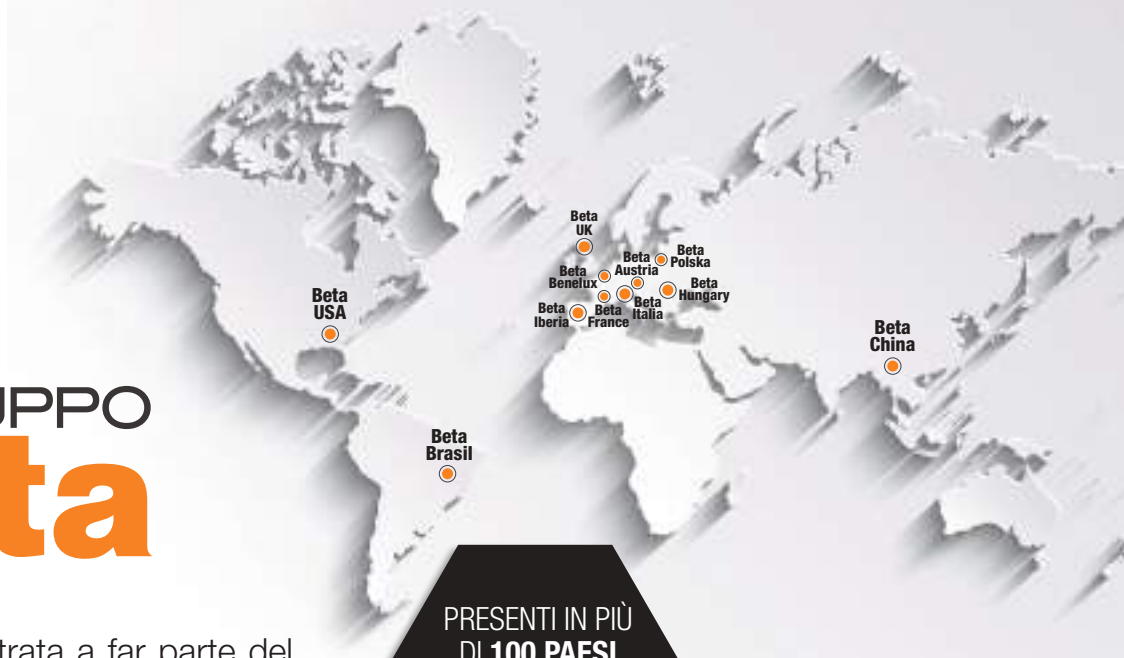 Beta
UK
Beta
Polska
Beta
Austria
Beta
Benelux
Beta
Hungary
Beta
Italia
Beta
France
Beta
Iberia
Beta
USA
Beta
China
Beta
Brasil
UPPO
ta
PRESENTI IN PIÙ
DI 100 PAESI
trata a far parte del